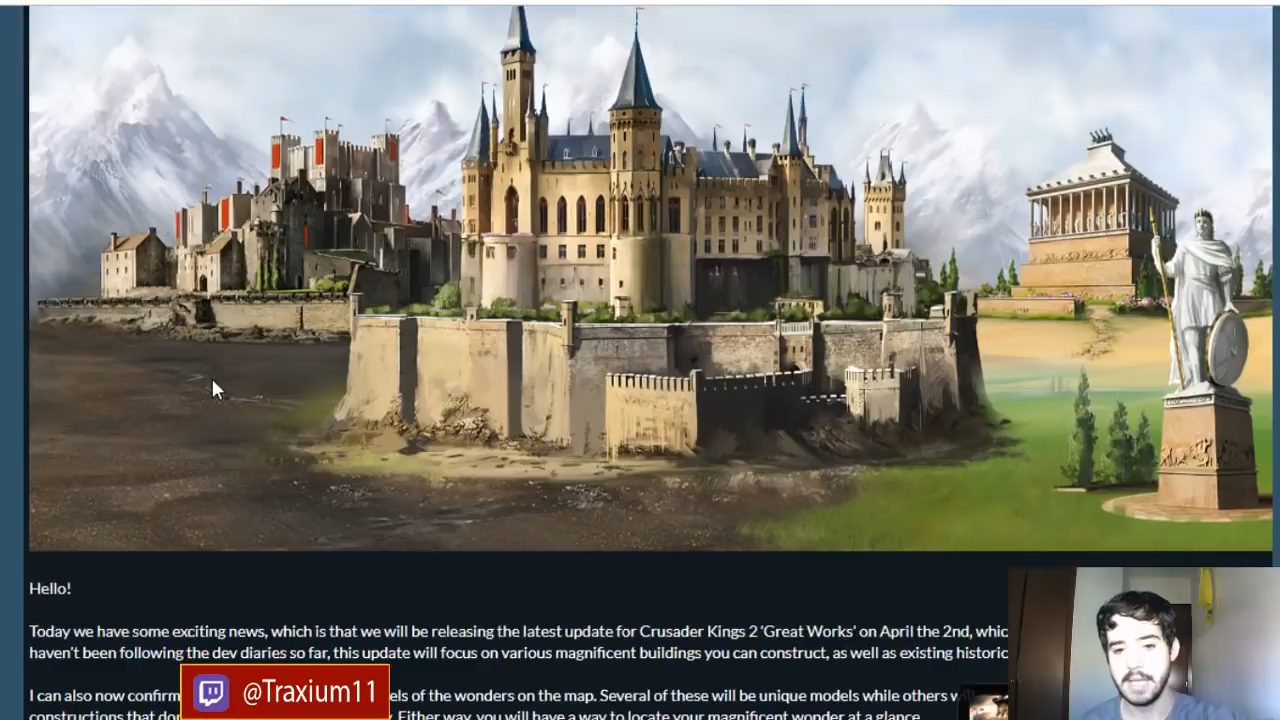 Hello!
Today we have some exciting news, which is that we will be releasing the latest update for Crusader Kings 2 'Great Works' on April the 2nd,
haven't been following the dev diaries so far, this update will focus on various magnificent buildings you can construct, as well as existing
I can also now confirm of the wonders on the map. Several of these will be unique models while others
constructions that Either way, you will have a way to locate your magnificent wonder at a glance.
@Traxium11